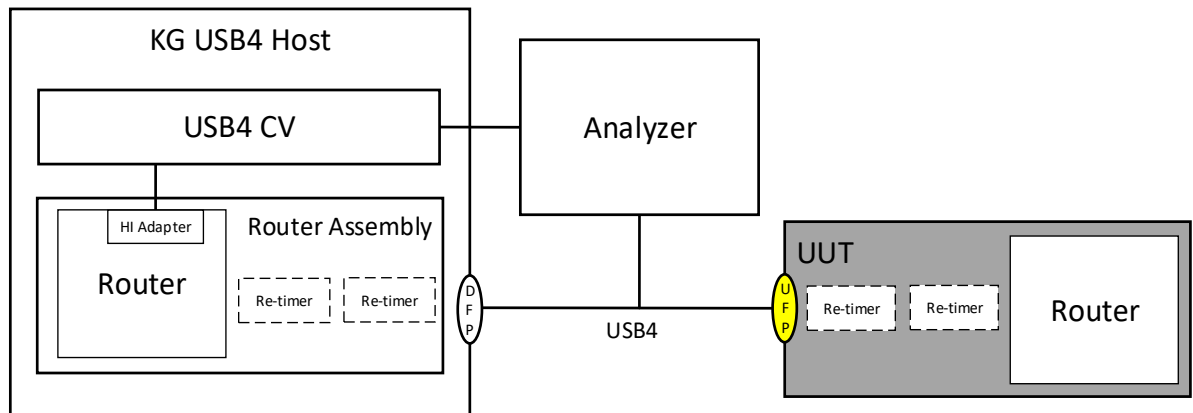 KG USB4 Host
USB4 CV
Analyzer
HI Adapter
Router Assembly
Router
Re-timer
Re-timer
D
F
P
USB4
UUT
U
F
P
Re-timer
Re-timer
Router